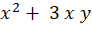 x² + 3 x y